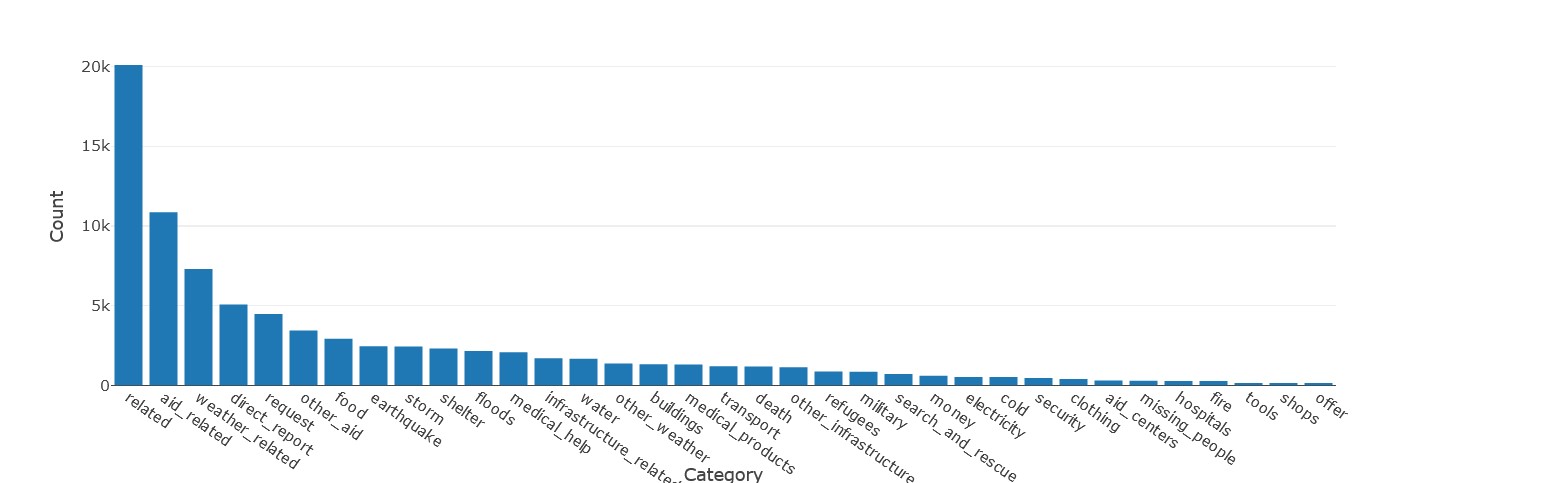 Count
20k
15k
10k
5k
0
related
aid_related
weather_related
direct_report
request
other_aid
food
earthquake
storm
shelter
floods
medical_help
infrastructure_related
water
other_weather
buildings
medical_products
transport
death
other_infrastructure
refugees
military
search_and_rescue
money
electricity
cold
security
clothing
aid_centers
missing_people
hospitals
fire
tools
shops
offer
Category